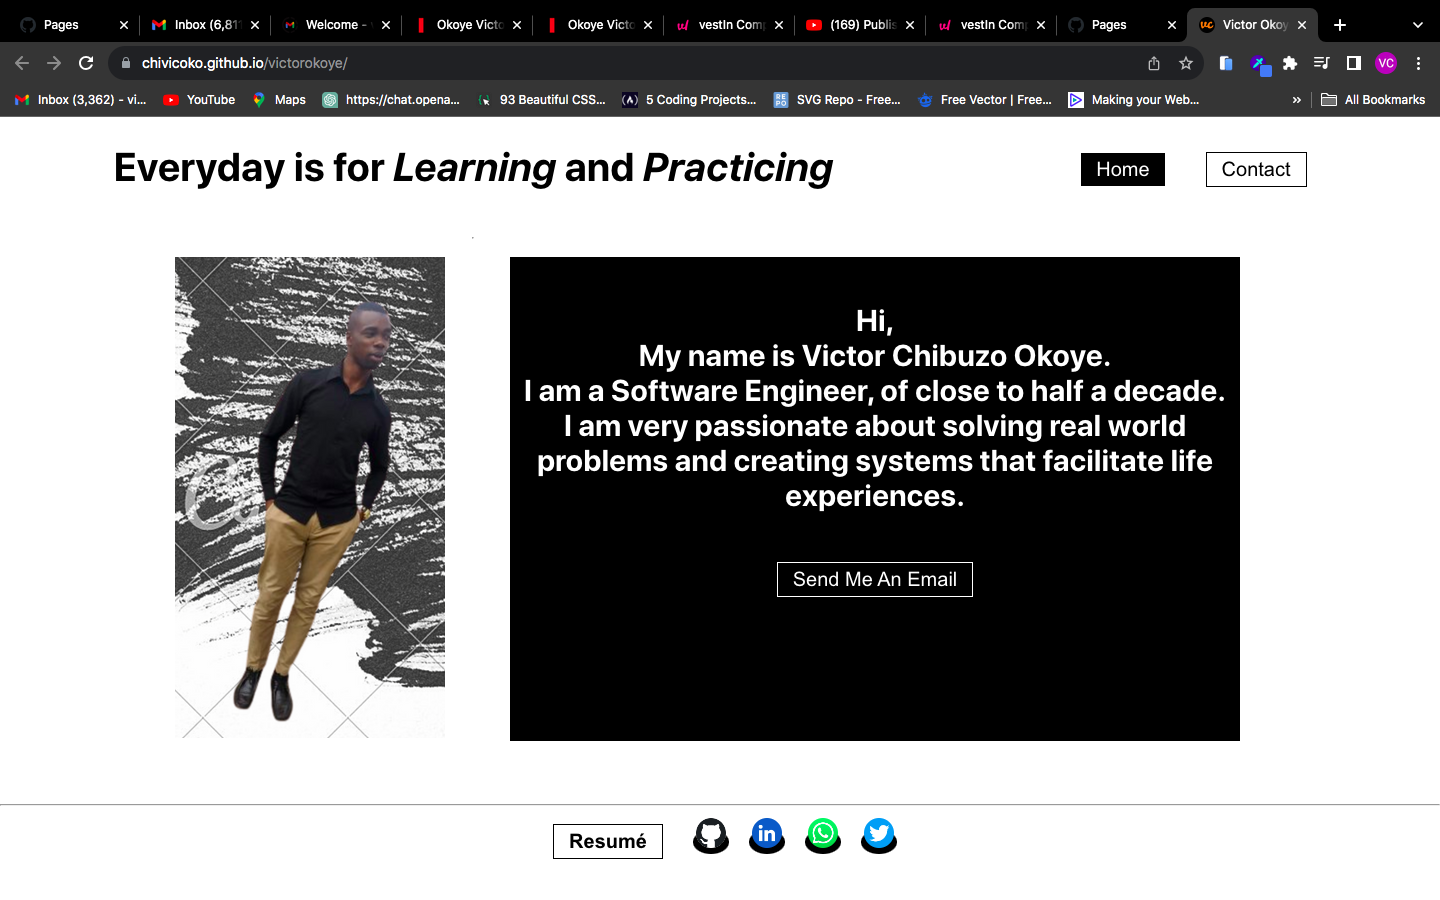 Pages
Inbox (6,811
Welcome -
Okoye Victo
Okoye Victo
vestIn Comp
(169) Publis
vestIn Comp
Pages
Victor Okoy
chivicoko.github.io/victorokoye/
VC
Inbox (3,362) - vi...
YouTube
Maps
https://chat.opena...
93 Beautiful CSS...
5 Coding Projects...
SVG Repo - Free...
Free Vector | Free...
Making your Web...
»
All Bookmarks
Everyday is for Learning and Practicing
Home
Contact
Hi,
My name is Victor Chibuzo Okoye.
I am a Software Engineer, of close to half a decade.
I am very passionate about solving real world
problems and creating systems that facilitate life
experiences.
Send Me An Email
Resumé
in